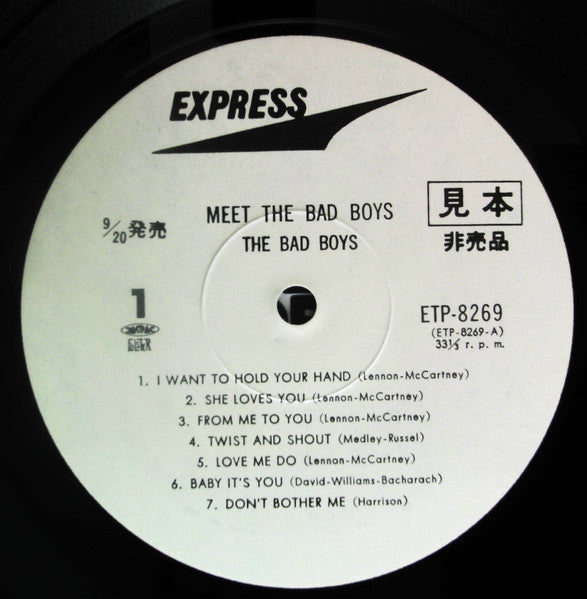 EXPRESS
MEET THE BAD BOYS
THE BAD BOYS
見本
非売品
9/20発売
1
ETP-8269
(ETP-8269-A)
33⅓ r. p. m.
1. I WANT TO HOLD YOUR HAND (Lennon-McCartney)
2. SHE LOVES YOU (Lennon-McCartney)
3. FROM ME TO YOU (Lennon-McCartney)
4. TWIST AND SHOUT (Medley-Russel)
5. LOVE ME DO (Lennon-McCartney)
6. BABY IT'S YOU (David-Williams-Bacharach)
7. DON'T BOTHER ME (Harrison)